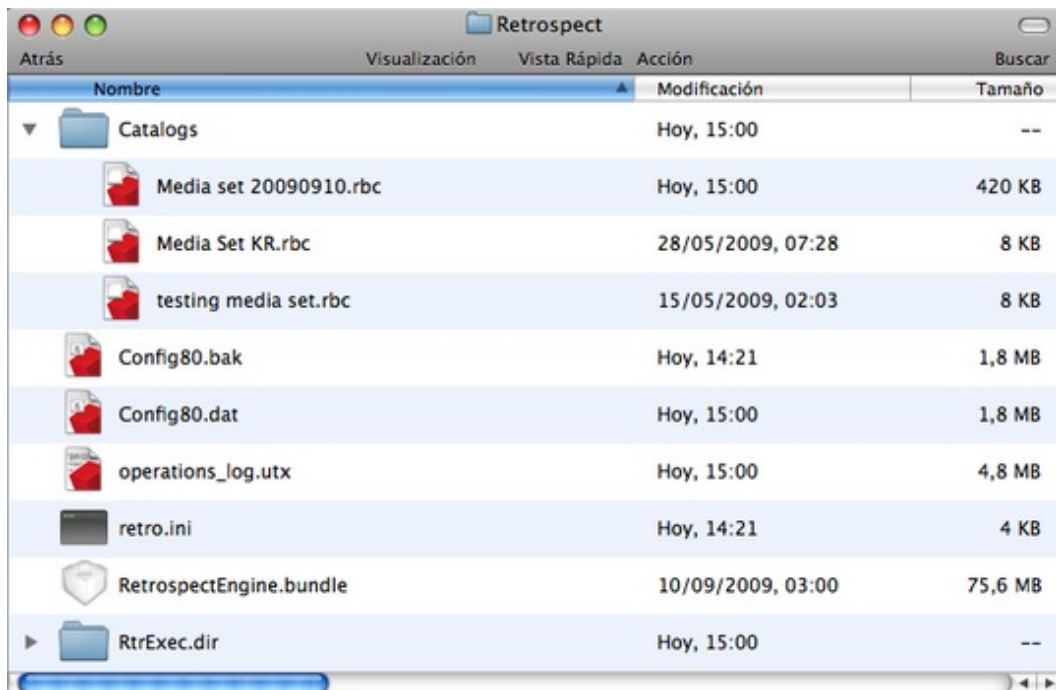 Retrospect
Atrás Visualización Vista Rápida Acción Buscar
Nombre Modificación Tamaño
Catalogs Hoy, 15:00 --
Media set 20090910.rbc Hoy, 15:00 420 KB
Media Set KR.rbc 28/05/2009, 07:28 8 KB
testing media set.rbc 15/05/2009, 02:03 8 KB
Config80.bak Hoy, 14:21 1,8 MB
Config80.dat Hoy, 15:00 1,8 MB
operations_log.utx Hoy, 15:00 4,8 MB
retro.ini Hoy, 14:21 4 KB
RetrospectEngine.bundle 10/09/2009, 03:00 75,6 MB
RtrExec.dir Hoy, 15:00 --